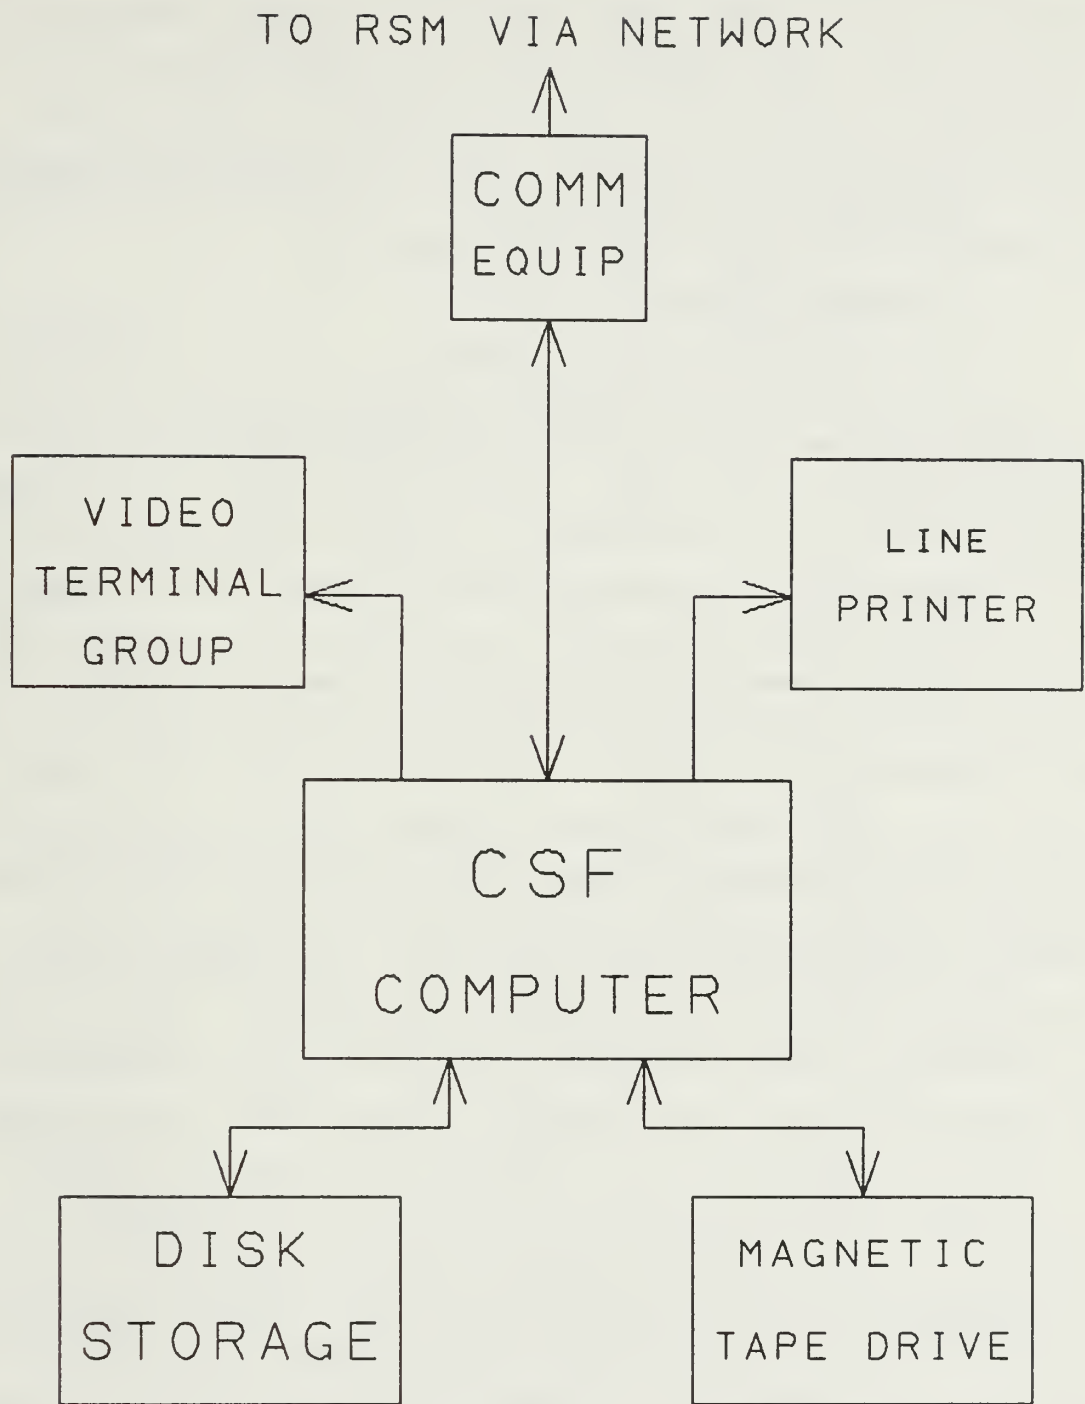 TO RSM VIA NETWORK
COMM
EQUIP
VIDEO
TERMINAL
GROUP
LINE
PRINTER
CSF
COMPUTER
DISK
STORAGE
MAGNETIC
TAPE DRIVE